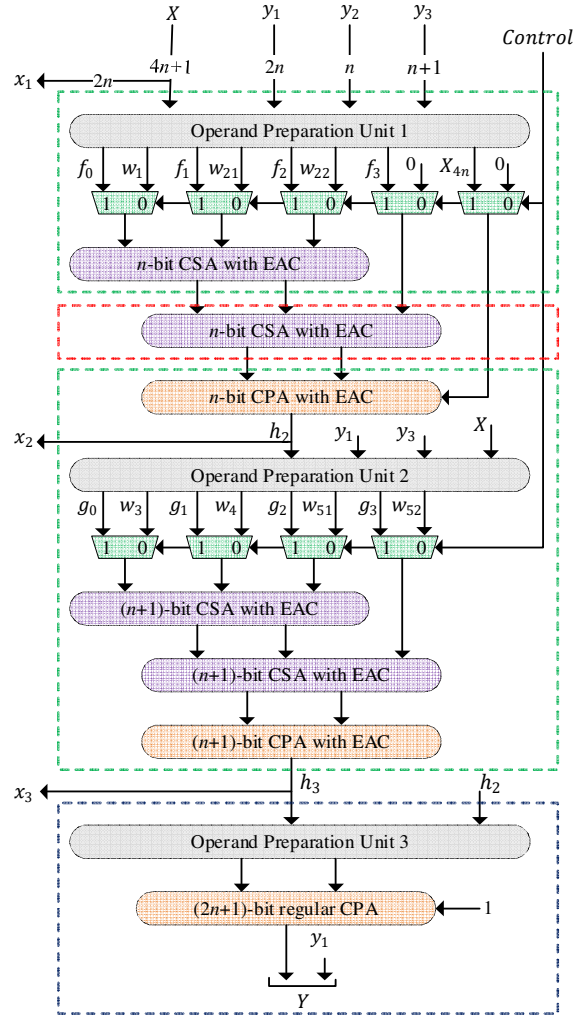 X y₁ y₂ y₃ Control
4n+1 2n n n+1
x₁ 2n
Operand Preparation Unit 1
f₀ w₁ f₁ w₂₁ f₂ w₂₂ f₃ 0 X₄ₙ 0
1 0 1 0 1 0 1 0 1 0
n-bit CSA with EAC
n-bit CSA with EAC
n-bit CPA with EAC
x₂ h₂ y₁ y₃ X
Operand Preparation Unit 2
g₀ w₃ g₁ w₄ g₂ w₅₁ g₃ w₅₂
1 0 1 0 1 0 1 0
(n+1)-bit CSA with EAC
(n+1)-bit CSA with EAC
(n+1)-bit CPA with EAC
x₃ h₃ h₂
Operand Preparation Unit 3
(2n+1)-bit regular CPA 1
y₁
Y